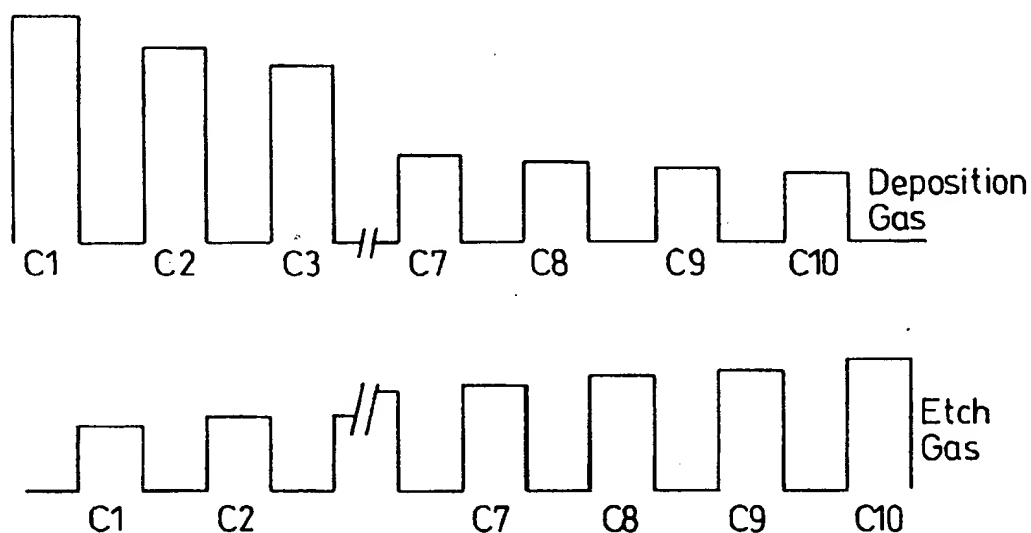 C1 C2 C3 C7 C8 C9 C10
Deposition
Gas
C1 C2 C7 C8 C9 C10
Etch
Gas